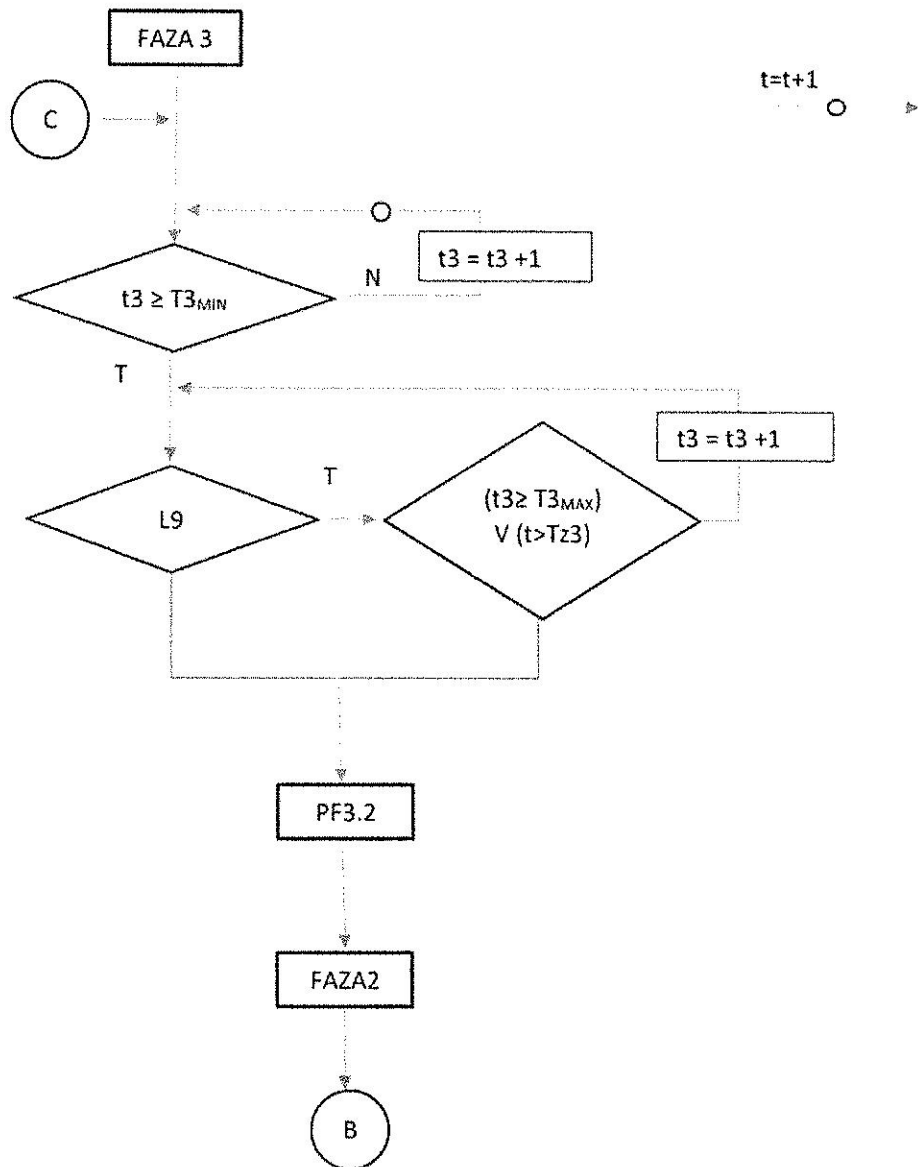 FAZA 3
C
t=t+1
O
O
t3 = t3 +1
t3 ≥ T3MIN
N
T
t3 = t3 +1
L9
T
(t3≥ T3MAX)
V (t>Tz3)
PF3.2
FAZA2
B